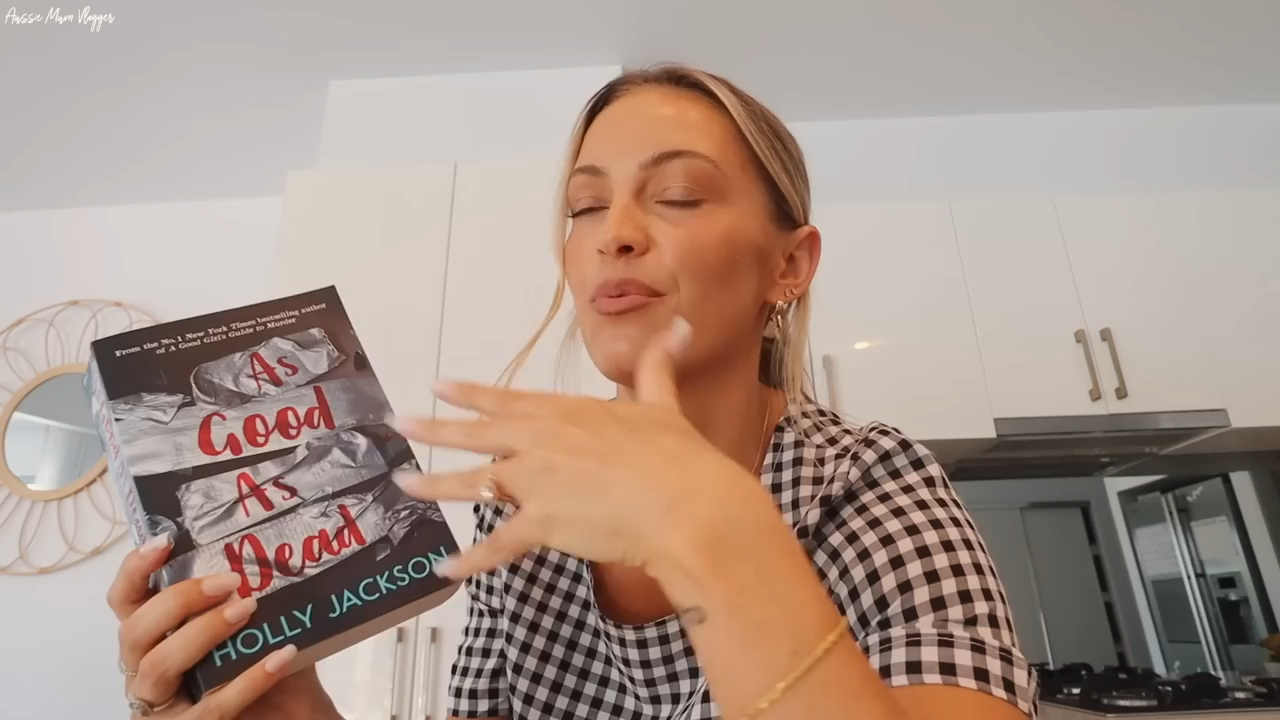 Aussie Mum Vlogger
From the No.1 New York Times bestselling author
of A Good Girl's Guide to Murder
As
Good
As
Dead
HOLLY JACKSON